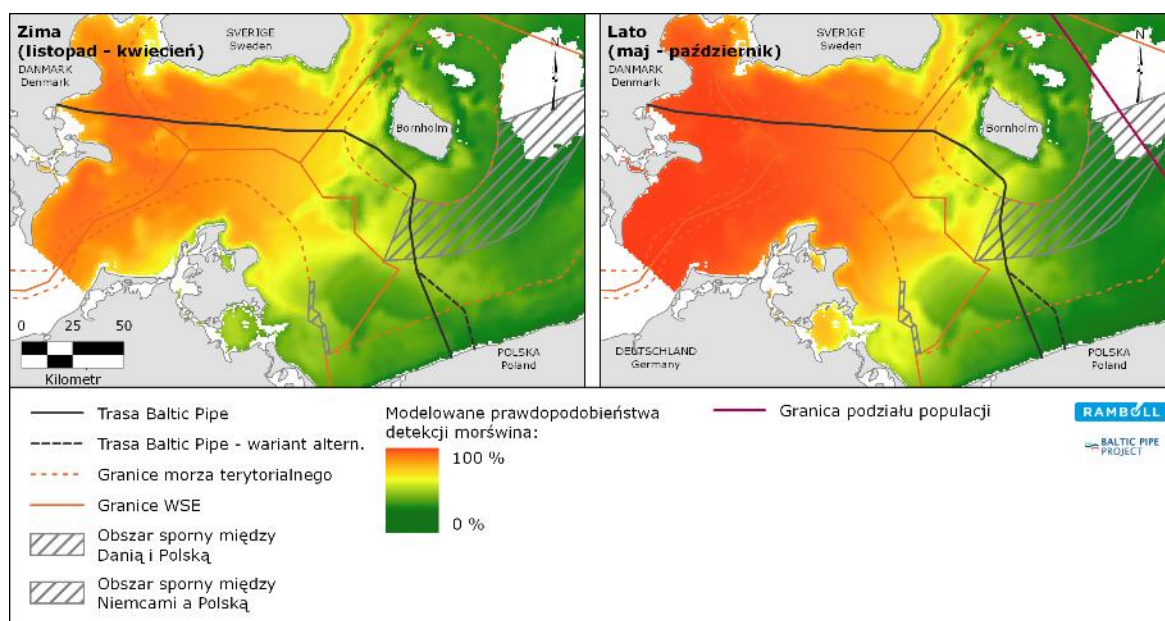 Zima
(listopad - kwiecień)
SVERIGE
Sweden
DANMARK
Denmark
N
Bornholm
0 25 50
Kilometr
POLSKA
Poland
Lato
(maj - październik)
SVERIGE
Sweden
DANMARK
Denmark
N
Bornholm
DEUTSCHLAND
Germany
POLSKA
Poland
Trasa Baltic Pipe
Trasa Baltic Pipe - wariant altern.
Granice morza terytorialnego
Granice WSE
Obszar sporny między
Danią i Polską
Obszar sporny między
Niemcami a Polską
Modelowane prawdopodobieństwa
detekcji morświna:
100 %
0 %
Granica podziału populacji
RAMBOLL
BALTIC PIPE
PROJECT